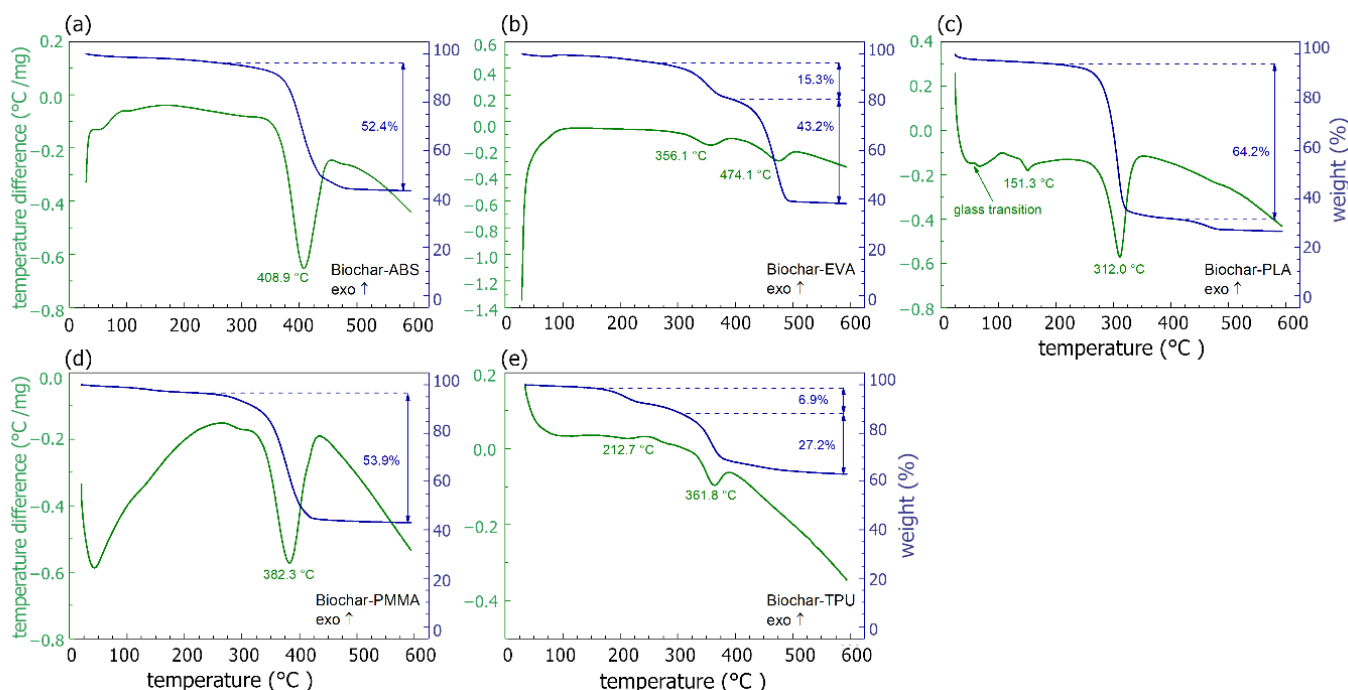 (a)
0.2
0.0
−0.2
−0.4
−0.6
−0.8
temperature difference (°C /mg)
100
80
60
40
20
0
52.4%
408.9 °C
Biochar-ABS
exo ↑
0 100 200 300 400 500 600
(b)
0.6
0.4
0.2
0.0
−0.2
−0.4
−0.6
−0.8
−1.0
−1.2
−1.4
100
80
60
40
20
0
15.3%
43.2%
356.1 °C
474.1 °C
Biochar-EVA
exo ↑
0 100 200 300 400 500 600
(c)
0.4
0.2
−0.0
−0.2
−0.4
−0.6
−0.8
100
80
60
40
20
0
weight (%)
64.2%
151.3 °C
glass transition
312.0 °C
Biochar-PLA
exo ↑
0 100 200 300 400 500 600
temperature (°C)
(d)
0.0
−0.2
−0.4
−0.6
−0.8
temperature difference (°C /mg)
100
80
60
40
20
0
53.9%
382.3 °C
Biochar-PMMA
exo ↑
0 100 200 300 400 500 600
temperature (°C)
(e)
0.2
0.0
−0.2
−0.4
100
80
60
40
20
0
weight (%)
6.9%
27.2%
212.7 °C
361.8 °C
Biochar-TPU
exo ↑
0 100 200 300 400 500 600
temperature (°C)